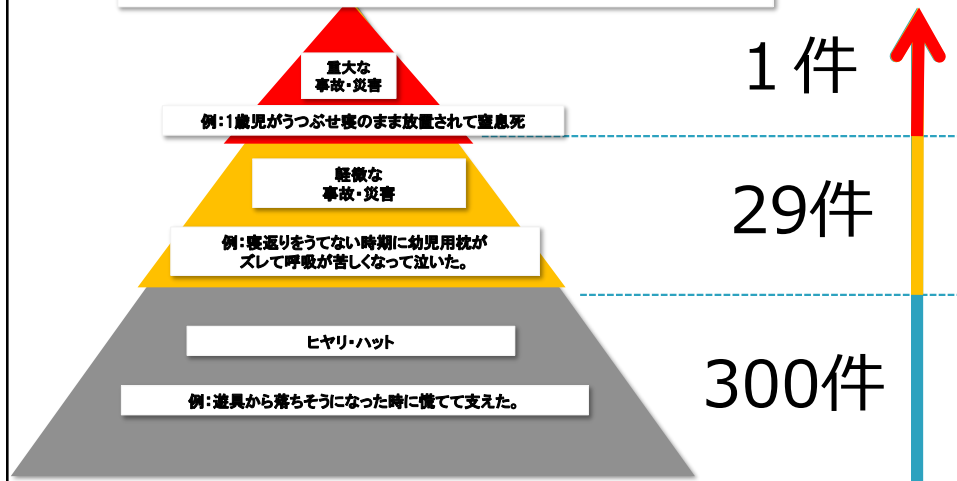 重大な
事故・災害
1件
例：1歳児がうつぶせ寝のまま放置されて窒息死
軽微な
事故・災害
29件
例：寝返りをうてない時期に幼児用枕が
ズレて呼吸が苦しくなって泣いた。
ヒヤリ・ハット
300件
例：遊具から落ちそうになった時に慌てて支えた。